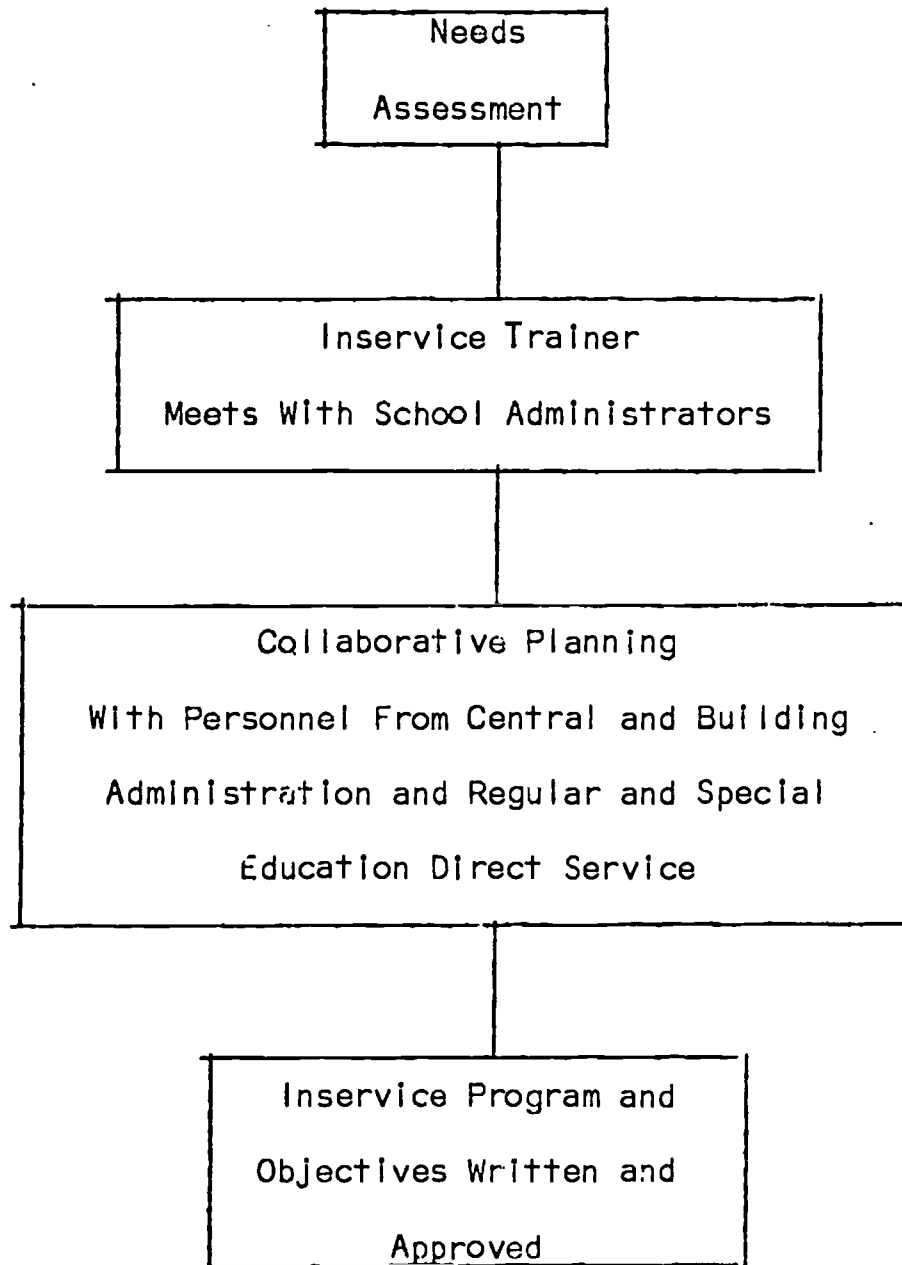 Needs
Assessment
Inservice Trainer
Meets With School Administrators
Collaborative Planning
With Personnel From Central and Building
Administration and Regular and Special
Education Direct Service
Inservice Program and
Objectives Written and
Approved